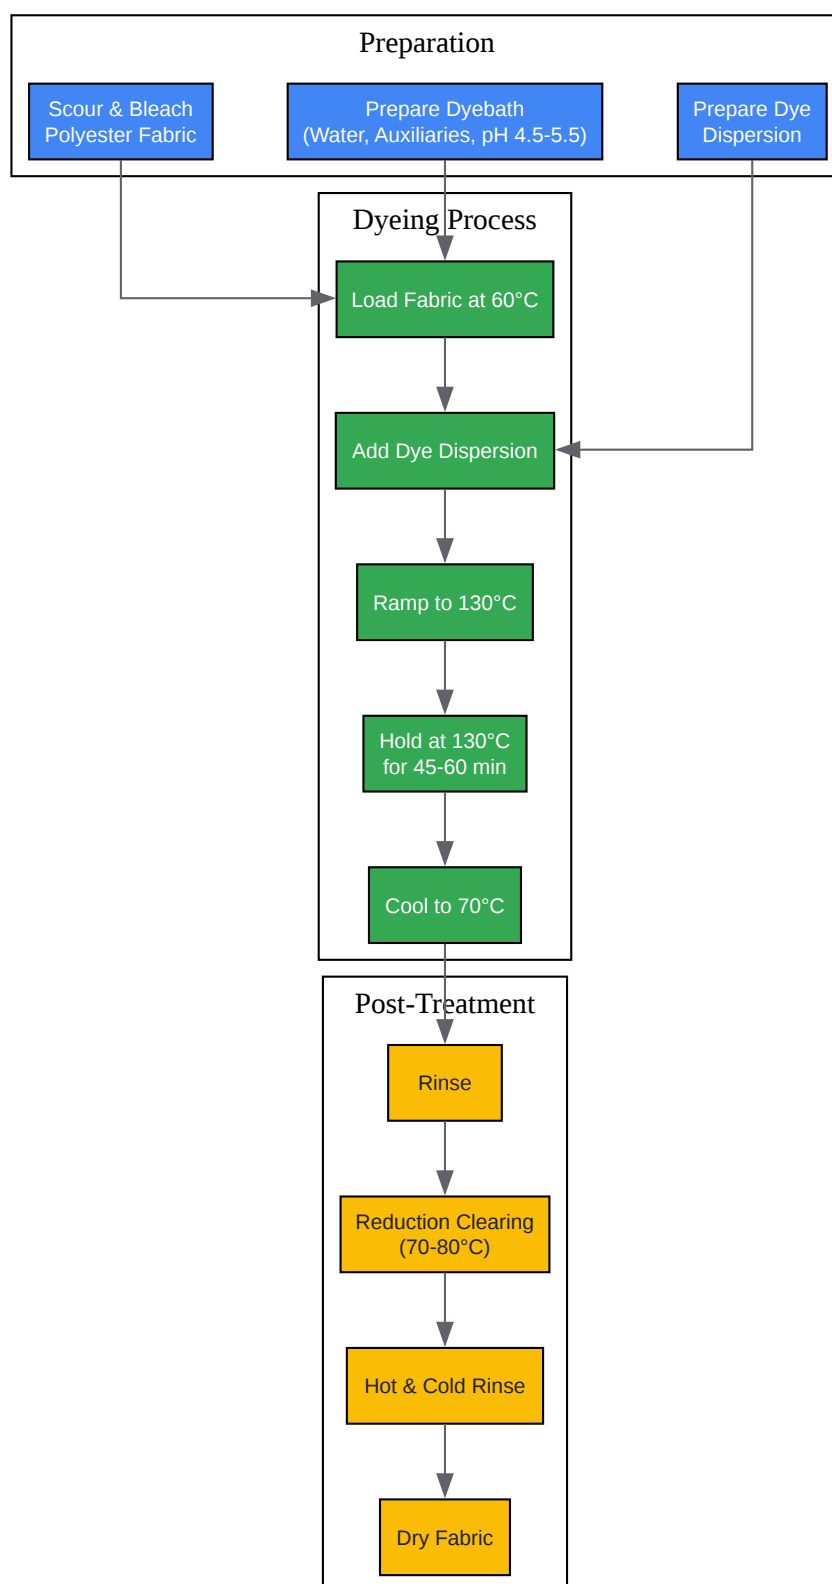 Preparation
Scour & Bleach
Polyester Fabric
Prepare Dyebath
(Water, Auxiliaries, pH 4.5-5.5)
Prepare Dye
Dispersion
Dyeing Process
Load Fabric at 60°C
Add Dye Dispersion
Ramp to 130°C
Hold at 130°C
for 45-60 min
Cool to 70°C
Post-Treatment
Rinse
Reduction Clearing
(70-80°C)
Hot & Cold Rinse
Dry Fabric